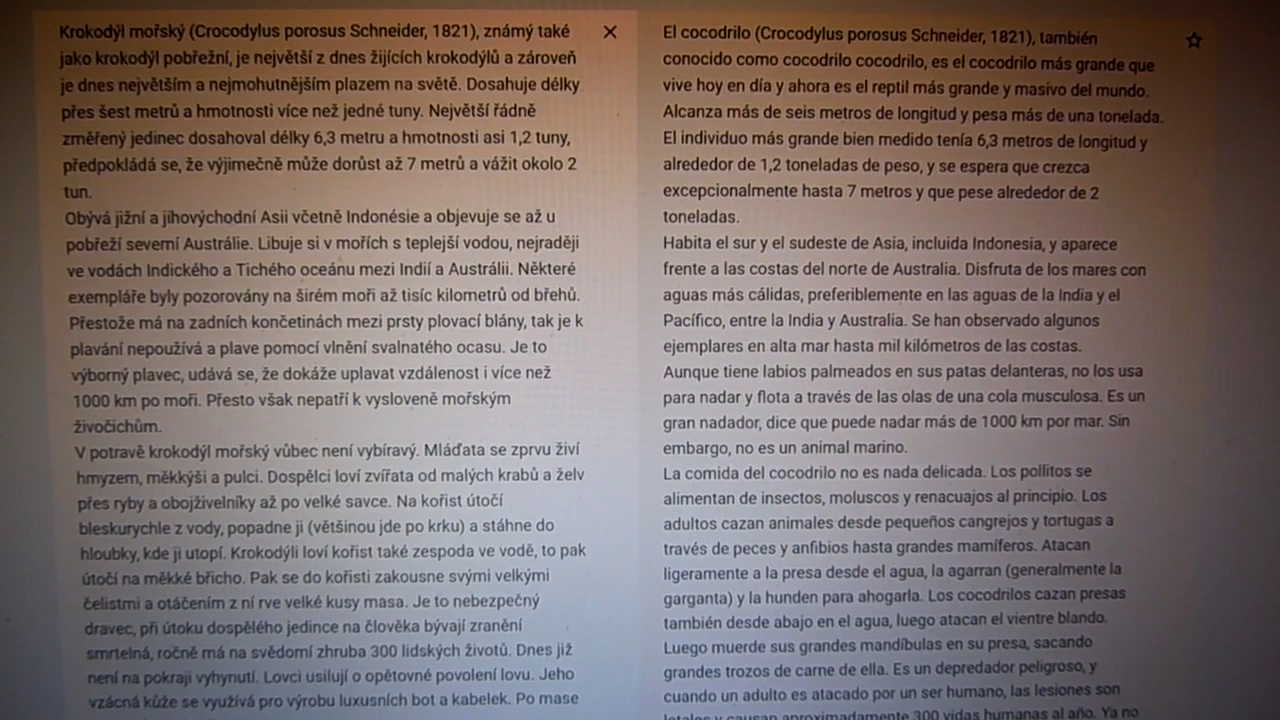 Krokodýl mořský (Crocodylus porosus Schneider, 1821), známý také
jako krokodýl pobřežní, je největší z dnes žijících krokodýlů a zároveň
je dnes největším a nejmohutnějším plazem na světě. Dosahuje délky
přes šest metrů a hmotnosti více než jedné tuny. Největší řádně
změřený jedinec dosahoval délky 6,3 metru a hmotnosti asi 1,2 tuny,
předpokládá se, že výjimečně může dorůst až 7 metrů a vážit okolo 2
tun.
Obývá jižní a jihovýchodní Asii včetně Indonésie a objevuje se až u
pobřeží severní Austrálie. Libuje si v mořích s teplejší vodou, nejraději
ve vodách Indického a Tichého oceánu mezi Indií a Austrálii. Některé
exempláře byly pozorovány na širém moři až tisíc kilometrů od břehů.
Přestože má na zadních končetinách mezi prsty plovací blány, tak je k
plavání nepoužívá a plave pomocí vlnění svalnatého ocasu. Je to
výborný plavec, udává se, že dokáže uplavat vzdálenost i více než
1000 km po moři. Přesto však nepatří k vysloveně mořským
živočichům.
V potravě krokodýl mořský vůbec není vybíravý. Mláďata se zprvu živí
hmyzem, měkkýši a pulci. Dospělci loví zvířata od malých krabů a želv
přes ryby a obojživelníky až po velké savce. Na kořist útočí
bleskurychle z vody, popadne ji (většinou jde po krku) a stáhne do
hloubky, kde ji utopí. Krokodýli loví kořist také zespoda ve vodě, to pak
útočí na měkké břicho. Pak se do kořisti zakousne svými velkými
čelistmi a otáčením z ní rve velké kusy masa. Je to nebezpečný
dravec, při útoku dospělého jedince na člověka bývají zranění
smrtelná, ročně má na svědomí zhruba 300 lidských životů. Dnes již
není na pokraji vyhynutí. Lovci usilují o opětovné povolení lovu. Jeho
vzácná kůže se využívá pro výrobu luxusních bot a kabelek. Po mase
El cocodrilo (Crocodylus porosus Schneider, 1821), también
conocido como cocodrilo cocodrilo, es el cocodrilo más grande que
vive hoy en día y ahora es el reptil más grande y masivo del mundo.
Alcanza más de seis metros de longitud y pesa más de una tonelada.
El individuo más grande bien medido tenía 6,3 metros de longitud y
alrededor de 1,2 toneladas de peso, y se espera que crezca
excepcionalmente hasta 7 metros y que pese alrededor de 2
toneladas.
Habita el sur y el sudeste de Asia, incluida Indonesia, y aparece
frente a las costas del norte de Australia. Disfruta de los mares con
aguas más cálidas, preferiblemente en las aguas de la India y el
Pacífico, entre la India y Australia. Se han observado algunos
ejemplares en alta mar hasta mil kilómetros de las costas.
Aunque tiene labios palmeados en sus patas delanteras, no los usa
para nadar y flota a través de las olas de una cola musculosa. Es un
gran nadador, dice que puede nadar más de 1000 km por mar. Sin
embargo, no es un animal marino.
La comida del cocodrilo no es nada delicada. Los pollitos se
alimentan de insectos, moluscos y renacuajos al principio. Los
adultos cazan animales desde pequeños cangrejos y tortugas a
través de peces y anfibios hasta grandes mamíferos. Atacan
ligeramente a la presa desde el agua, la agarran (generalmente la
garganta) y la hunden para ahogarla. Los cocodrilos cazan presas
también desde abajo en el agua, luego atacan el vientre blando.
Luego muerde sus grandes mandíbulas en su presa, sacando
grandes trozos de carne de ella. Es un depredador peligroso, y
cuando un adulto es atacado por un ser humano, las lesiones son
letales y causan aproximadamente 300 vidas humanas al año. Ya no